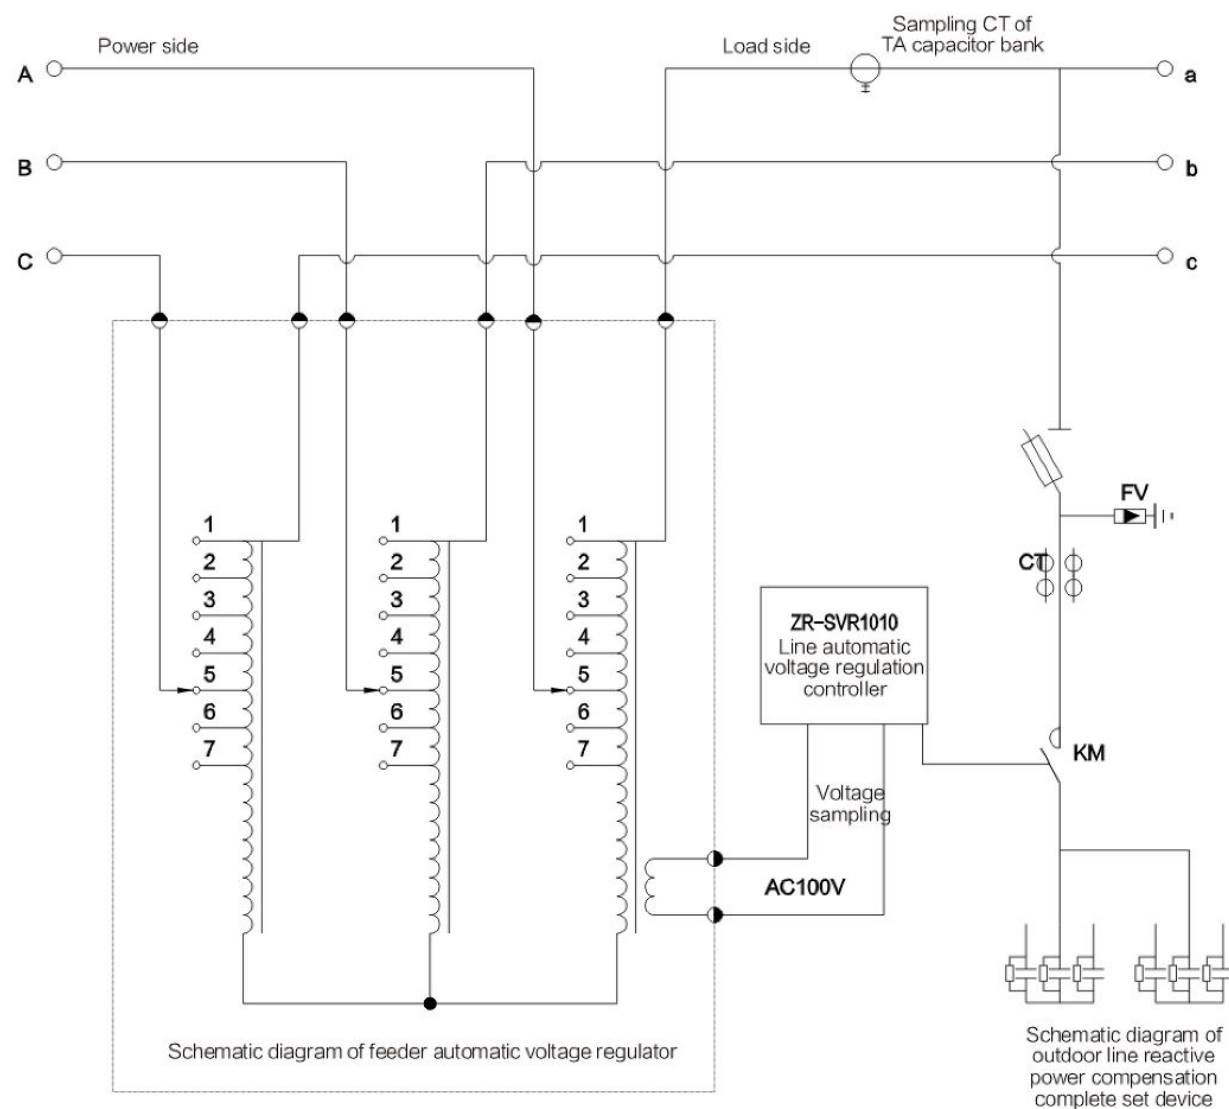 Sampling CT of
TA capacitor bank
Power side
Load side
A
a
B
b
C
c
1
1
1
2
2
2
3
3
3
4
4
4
5
5
5
6
6
6
7
7
7
FV
CT
ZR-SVR1010
Line automatic
voltage regulation
controller
KM
Voltage
sampling
AC100V
Schematic diagram of feeder automatic voltage regulator
Schematic diagram of
outdoor line reactive
power compensation
complete set device